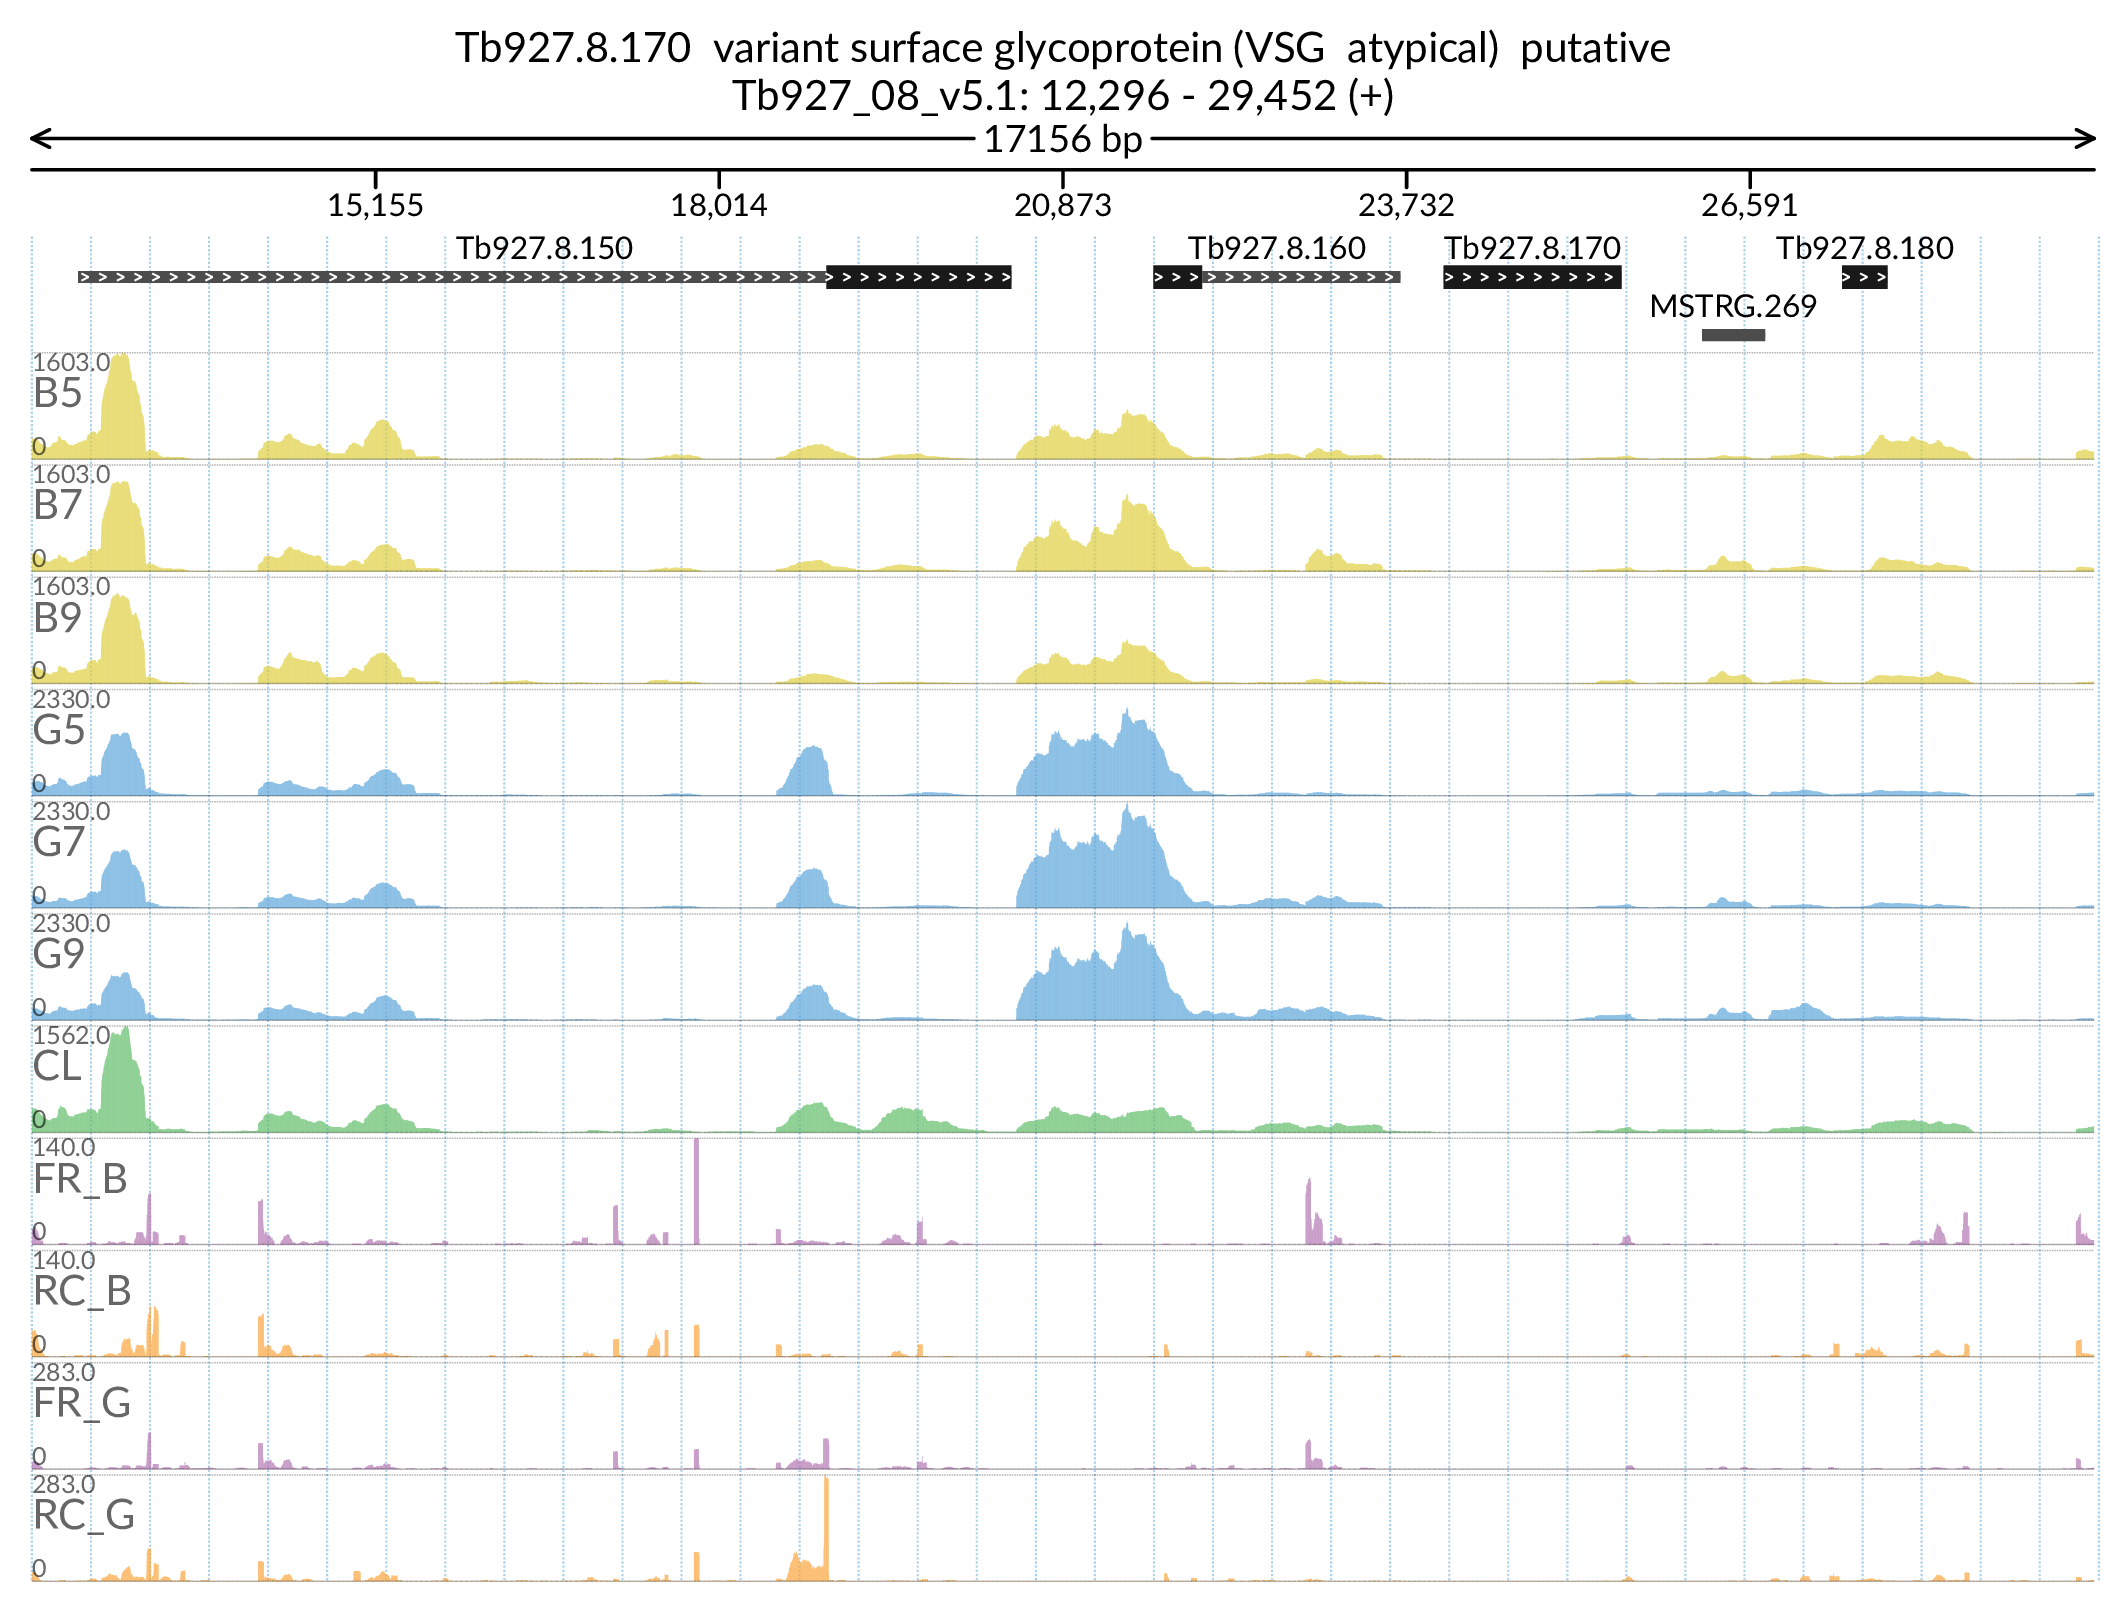 Tb927.8.170 variant surface glycoprotein (VSG atypical) putative
Tb927_08_v5.1: 12,296 - 29,452 (+)
17156 bp
15,155 18,014 20,873 23,732 26,591
Tb927.8.150 Tb927.8.160 Tb927.8.170 Tb927.8.180
MSTRG.269
1603.0
B5
0
1603.0
B7
0
1603.0
B9
0
2330.0
G5
0
2330.0
G7
0
2330.0
G9
0
1562.0
CL
0
140.0
FR_B
0
140.0
RC_B
0
283.0
FR_G
0
283.0
RC_G
0